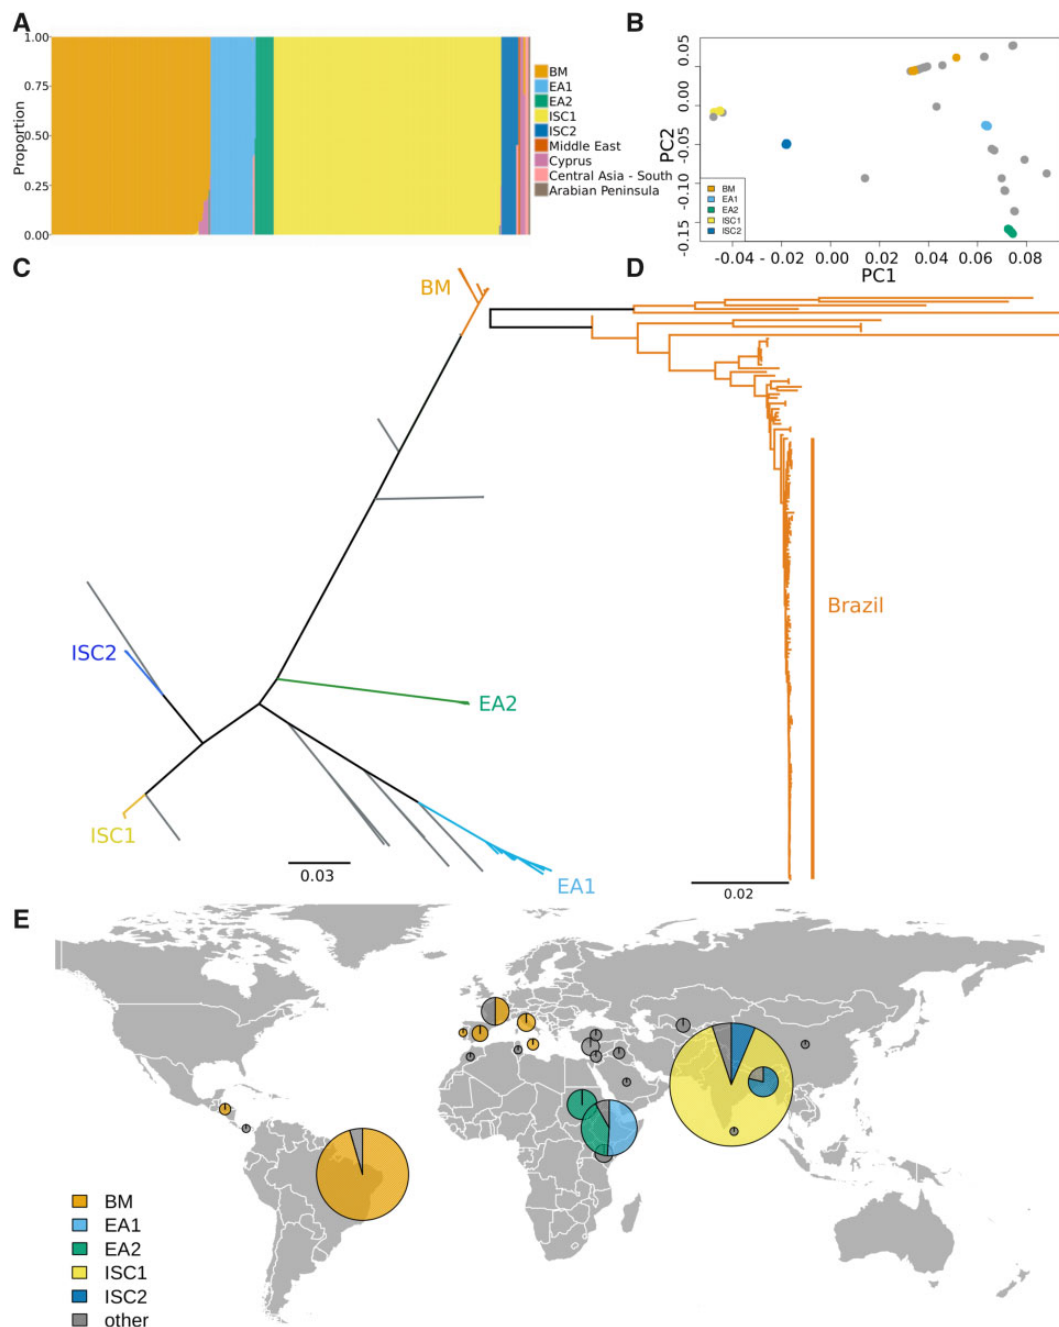 A
1.00
0.75
0.50
0.25
0.00
Proportion
BM
EA1
EA2
ISC1
ISC2
Middle East
Cyprus
Central Asia - South
Arabian Peninsula
B
0.05
0.00
-0.05
-0.10
-0.15
PC2
BM
EA1
EA2
ISC1
ISC2
-0.04 - 0.02 0.00 0.02 0.04 0.06 0.08
PC1
C
BM
ISC2
EA2
ISC1
EA1
0.03
D
Brazil
0.02
E
BM
EA1
EA2
ISC1
ISC2
other